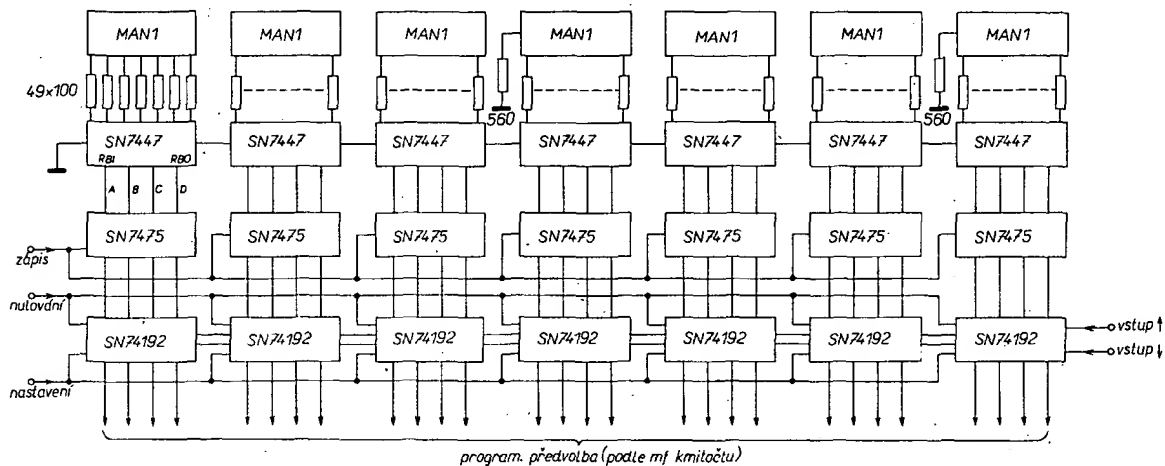 MAN1 MAN1 MAN1 MAN1 MAN1 MAN1 MAN1
49×100
560 560
SN7447 SN7447 SN7447 SN7447 SN7447 SN7447 SN7447
RBI RBO
A B C D
SN7475 SN7475 SN7475 SN7475 SN7475 SN7475 SN7475
zápis
nulování
SN74192 SN74192 SN74192 SN74192 SN74192 SN74192 SN74192
vstup ↑
vstup ↓
nastavení
program. předvolba (podle mf kmitočtu)